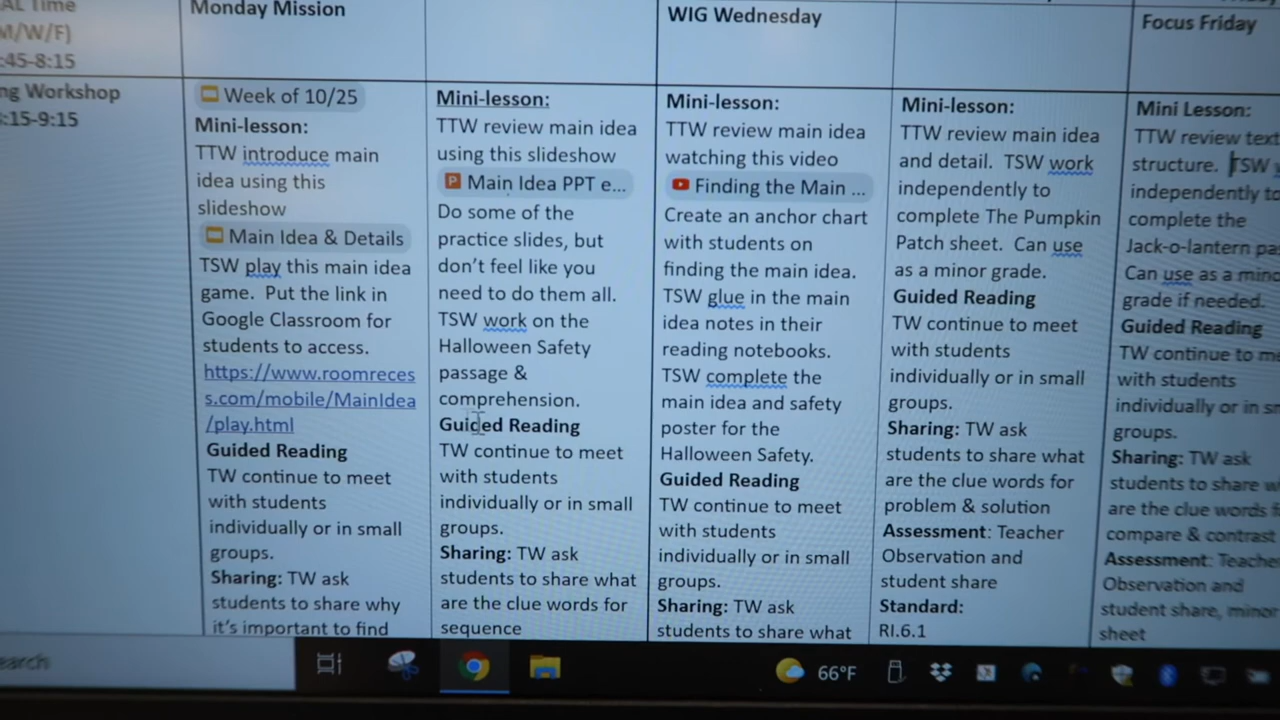 AL Time
M/W/F)
:45-8:15
Monday Mission
WIG Wednesday
Focus Friday
ng Workshop
:15-9:15
Week of 10/25
Mini-lesson:
TTW introduce main
idea using this
slideshow
Main Idea & Details
TSW play this main idea
game. Put the link in
Google Classroom for
students to access.
https://www.roomreces
s.com/mobile/MainIdea
/play.html
Guided Reading
TW continue to meet
with students
individually or in small
groups.
Sharing: TW ask
students to share why
it's important to find
Mini-lesson:
TTW review main idea
using this slideshow
Main Idea PPT e...
Do some of the
practice slides, but
don't feel like you
need to do them all.
TSW work on the
Halloween Safety
passage &
comprehension.
Guided Reading
TW continue to meet
with students
individually or in small
groups.
Sharing: TW ask
students to share what
are the clue words for
sequence
Mini-lesson:
TTW review main idea
watching this video
Finding the Main ...
Create an anchor chart
with students on
finding the main idea.
TSW glue in the main
idea notes in their
reading notebooks.
TSW complete the
main idea and safety
poster for the
Halloween Safety.
Guided Reading
TW continue to meet
with students
individually or in small
groups.
Sharing: TW ask
students to share what
Mini-lesson:
TTW review main idea
and detail. TSW work
independently to
complete The Pumpkin
Patch sheet. Can use
as a minor grade.
Guided Reading
TW continue to meet
with students
individually or in small
groups.
Sharing: TW ask
students to share what
are the clue words for
problem & solution
Assessment: Teacher
Observation and
student share
Standard:
RI.6.1
Mini Lesson:
TTW review text
structure. TSW
independently to
complete the
Jack-o-lantern pa
Can use as a mino
grade if needed.
Guided Reading
TW continue to me
with students
individually or in sm
groups.
Sharing: TW ask
students to share w
are the clue words f
compare & contrast
Assessment: Teache
Observation and
student share, minor
sheet
earch
66°F